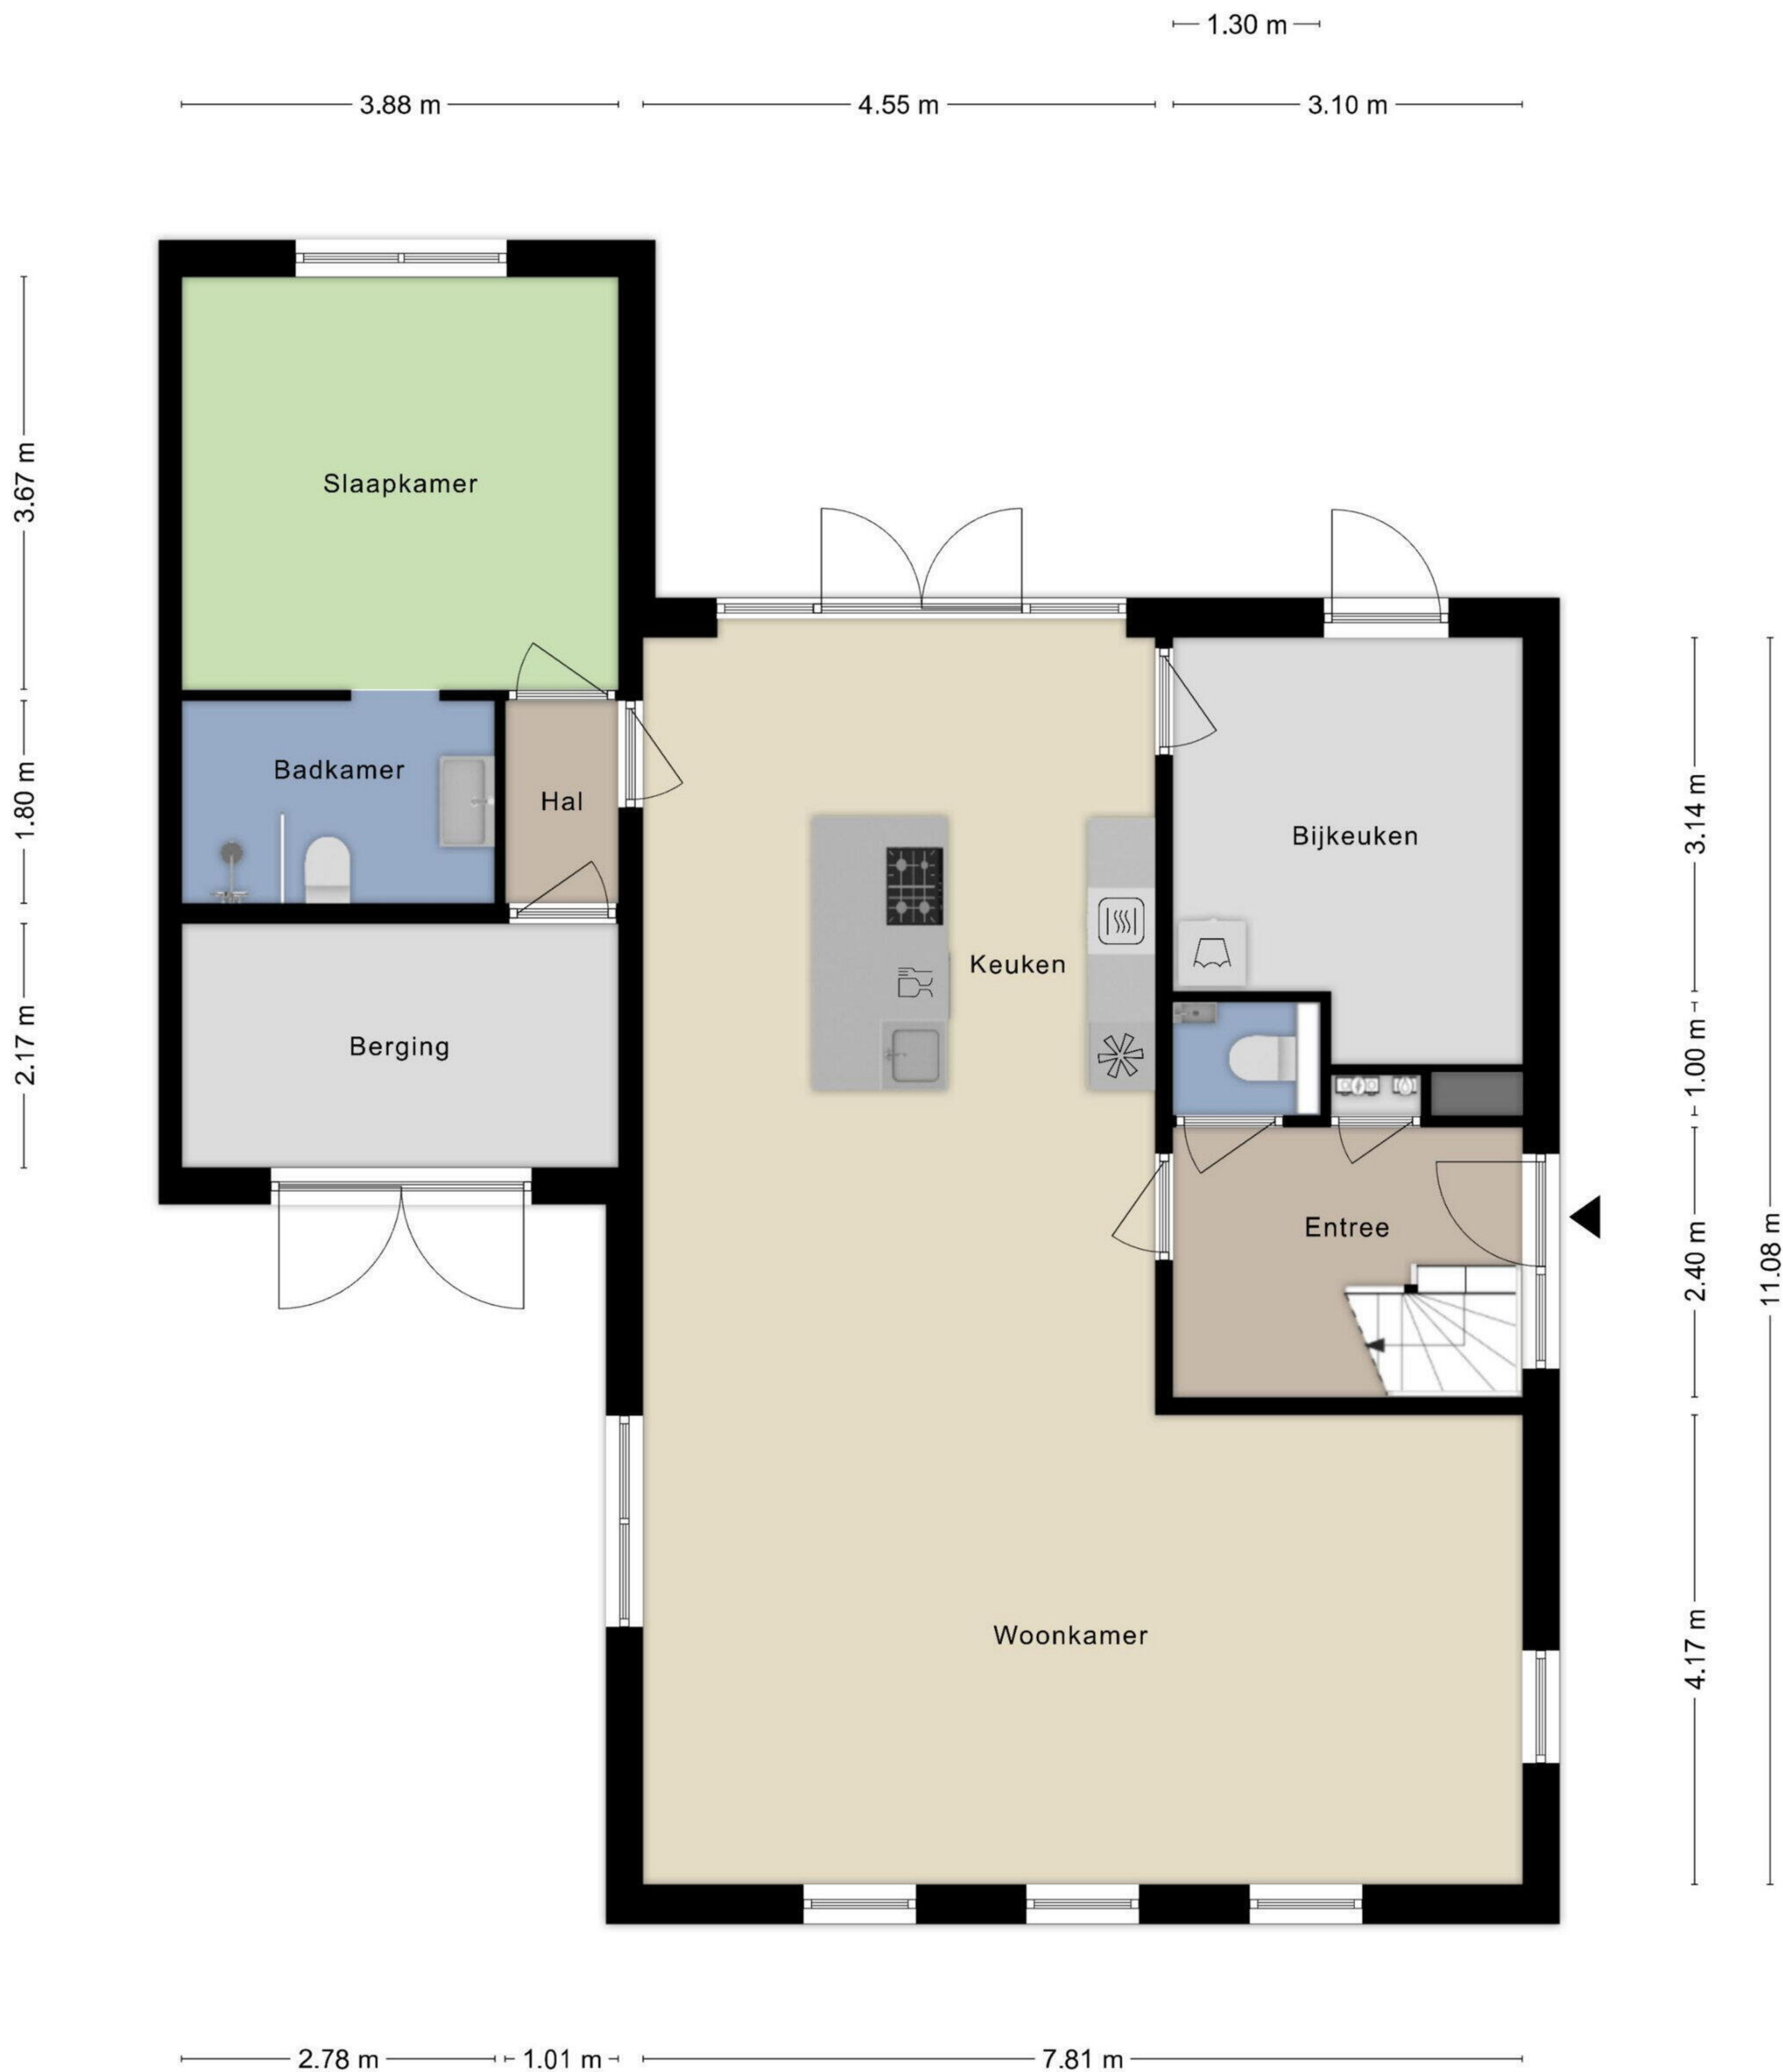 1.30 m
3.88 m
4.55 m
3.10 m
3.67 m
Slaapkamer
1.80 m
Badkamer
Hal
3.14 m
Bijkeuken
Keuken
2.17 m
Berging
1.00 m
Entree
2.40 m
11.08 m
Woonkamer
4.17 m
2.78 m
1.01 m
7.81 m